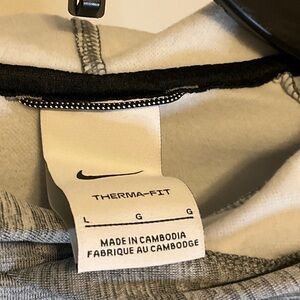 THERMA-FIT
L G G
MADE IN CAMBODIA
FABRIQUE AU CAMBODGE